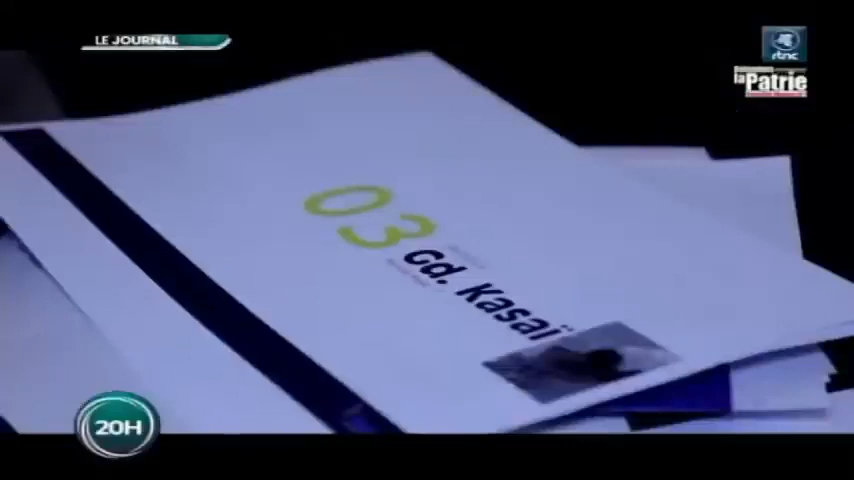 LE JOURNAL
rtnc
la Patrie
03
Gd. Kasaï
20H